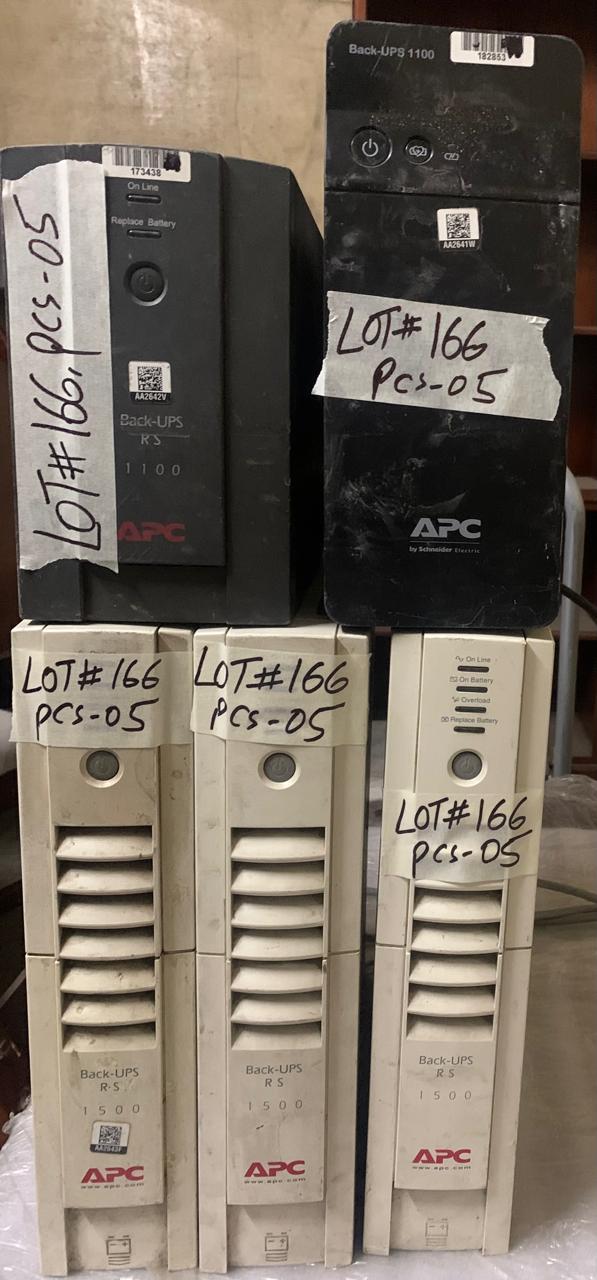 Back-UPS 1100
182853
AA2641W
LOT# 166
Pcs-05
APC
by Schneider Electric
173438
On Line
Replace Battery
LOT# 166, pcs-05
AA2642V
Back-UPS
RS
1100
APC
LOT# 166
pcs-05
Back-UPS
RS
1500
APC
www.apc.com
LOT# 166
pcs-05
Back-UPS
RS
1500
APC
www.apc.com
On Line
On Battery
Overload
Replace Battery
LOT# 166
pcs-05
Back-UPS
RS
1500
APC
www.apc.com